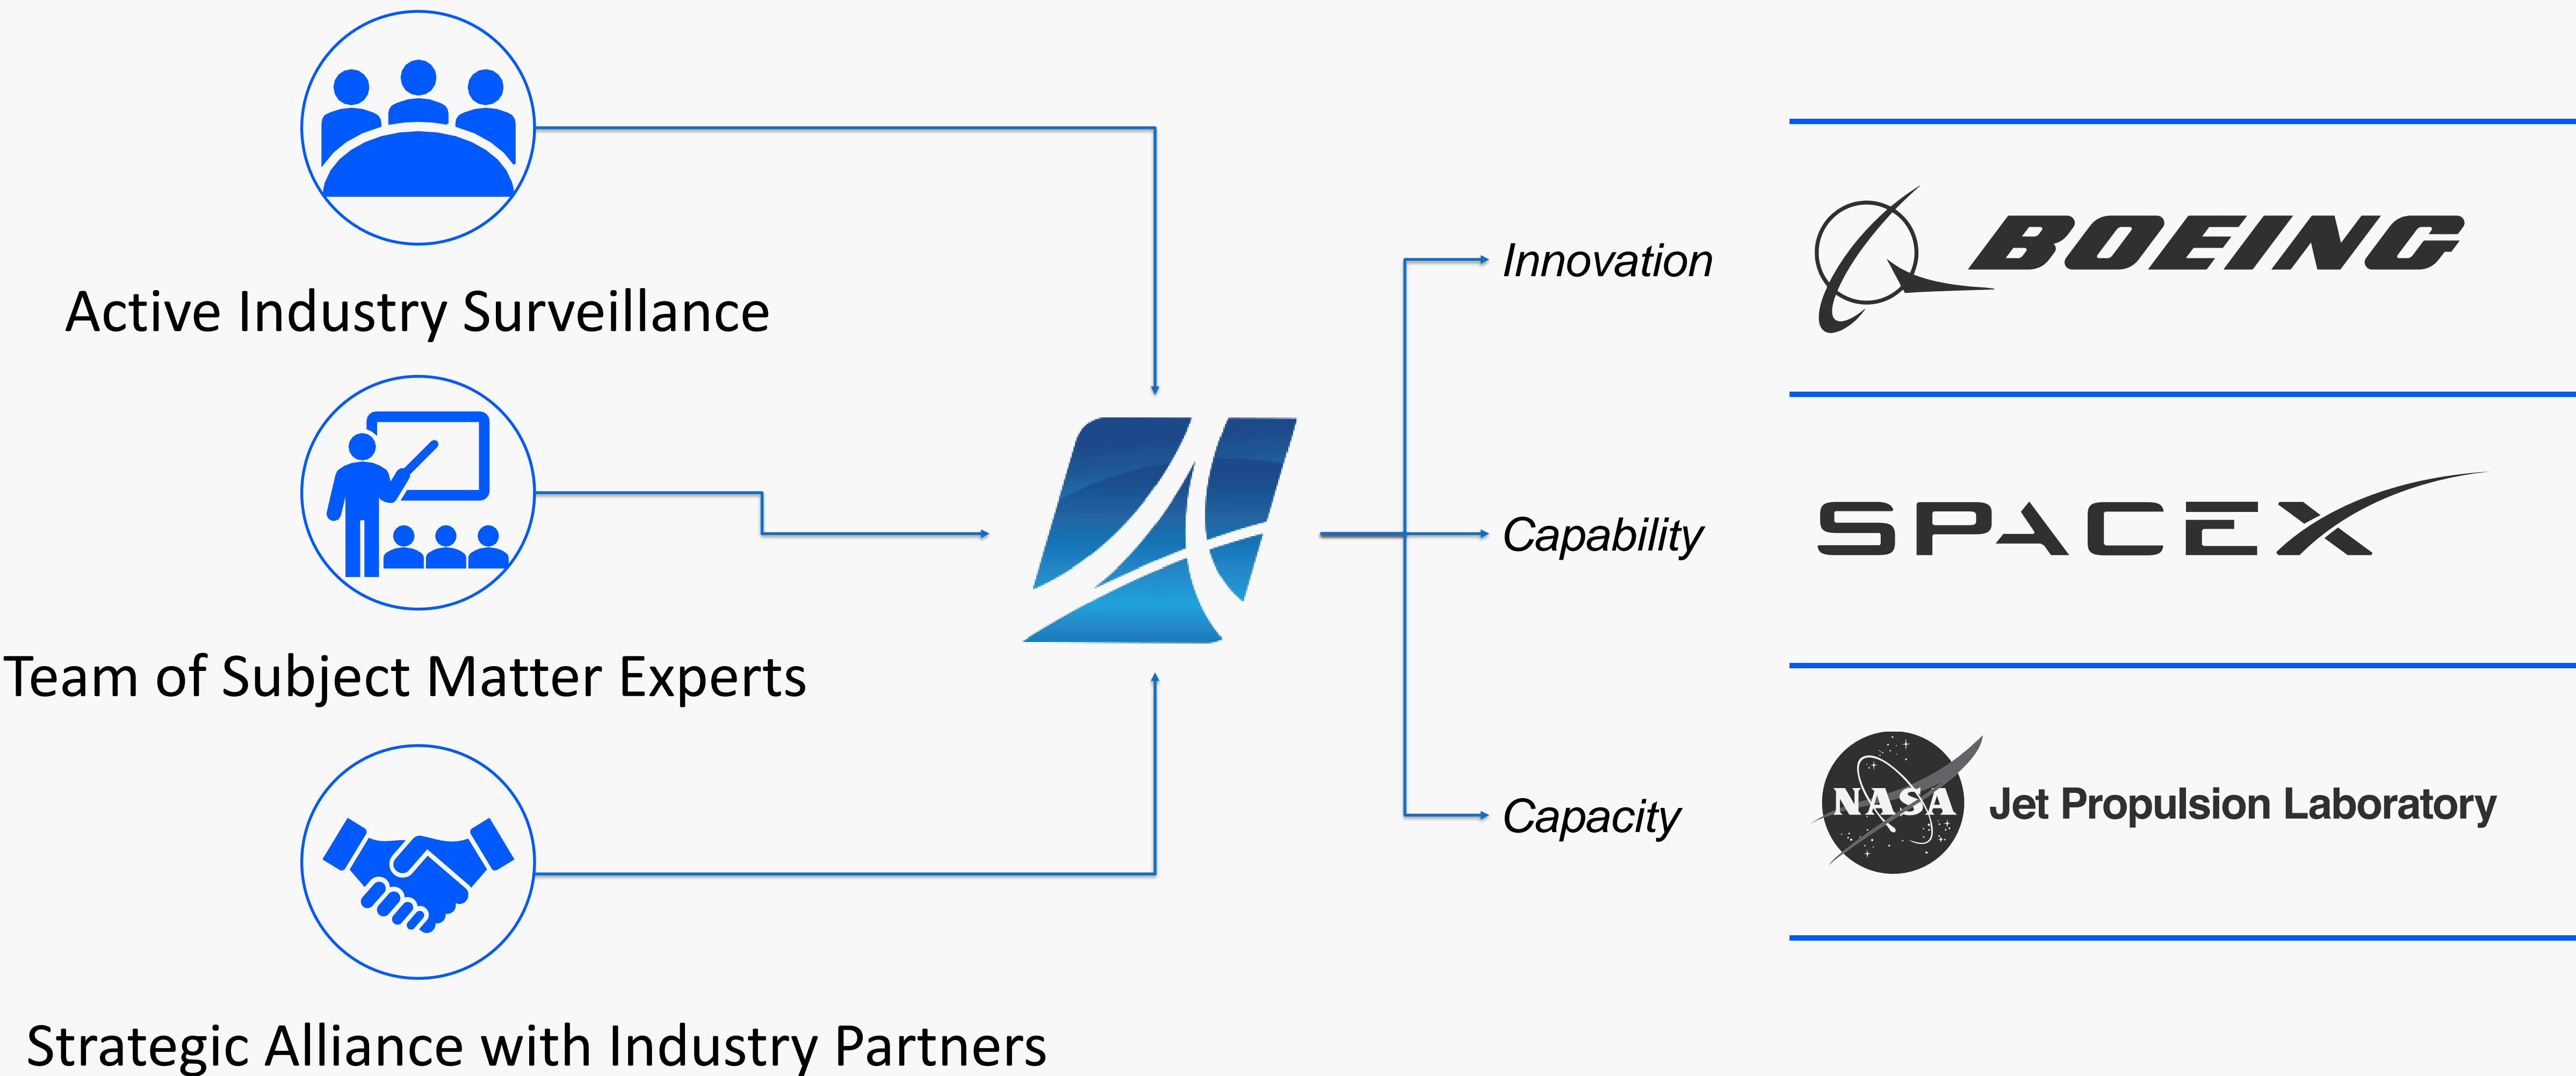 Active Industry Surveillance
Team of Subject Matter Experts
Strategic Alliance with Industry Partners
Innovation
Capability
Capacity
BOEING
SPACEX
NASA
Jet Propulsion Laboratory